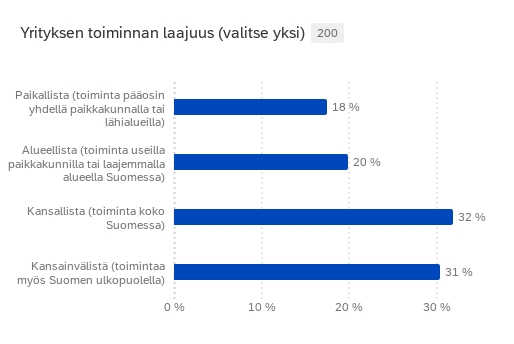 Yrityksen toiminnan laajuus (valitse yksi) 200
Paikallista (toiminta pääosin
yhdellä paikkakunnalla tai
lähialueilla)
18 %
Alueellista (toiminta useilla
paikkakunnilla tai laajemmalla
alueella Suomessa)
20 %
Kansallista (toiminta koko
Suomessa)
32 %
Kansainvälistä (toimintaa
myös Suomen ulkopuolella)
31 %
0 % 10 % 20 % 30 %